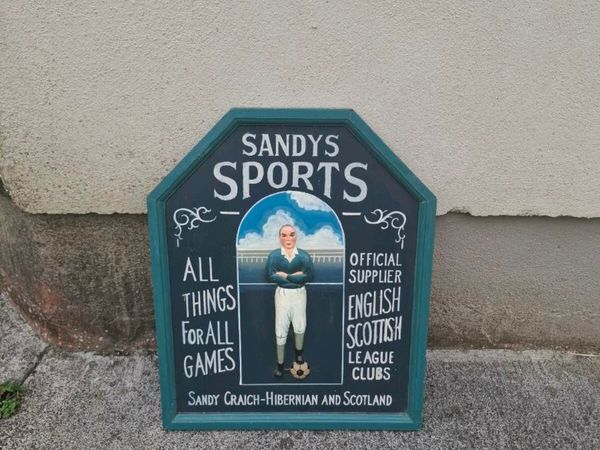 SANDYS
SPORTS
ALL
THINGS
FOR ALL
GAMES
OFFICIAL
SUPPLIER
ENGLISH
SCOTTISH
LEAGUE
CLUBS
SANDY CRAICH-HIBERNIAN AND SCOTLAND